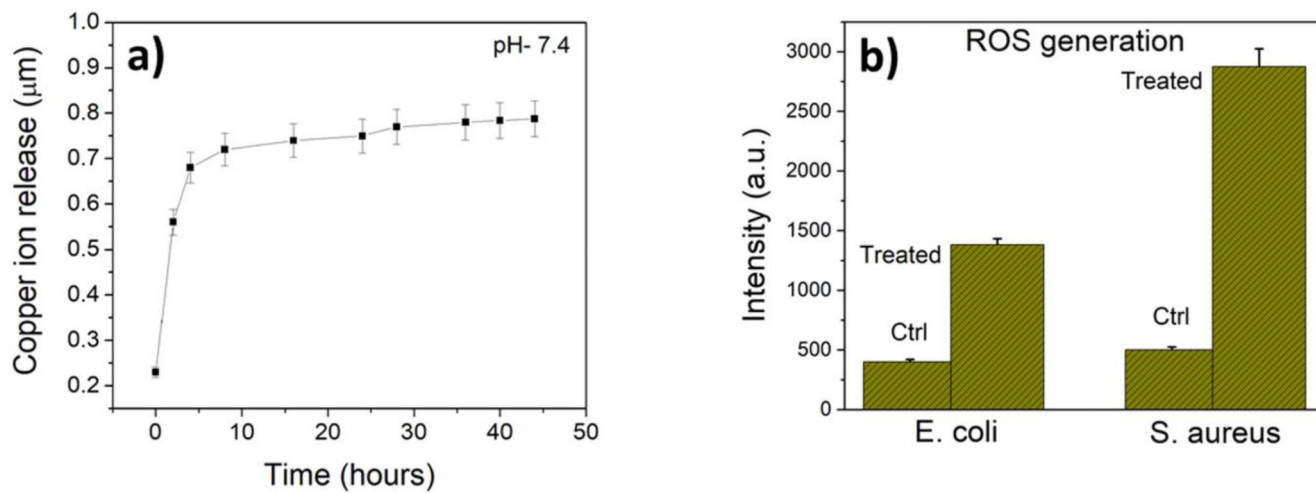 a)
pH- 7.4
Copper ion release (μm)
1.0
0.9
0.8
0.7
0.6
0.5
0.4
0.3
0.2
0
10
20
30
40
50
Time (hours)
b)
ROS generation
Treated
Treated
Ctrl
Ctrl
Intensity (a.u.)
3000
2500
2000
1500
1000
500
0
E. coli
S. aureus